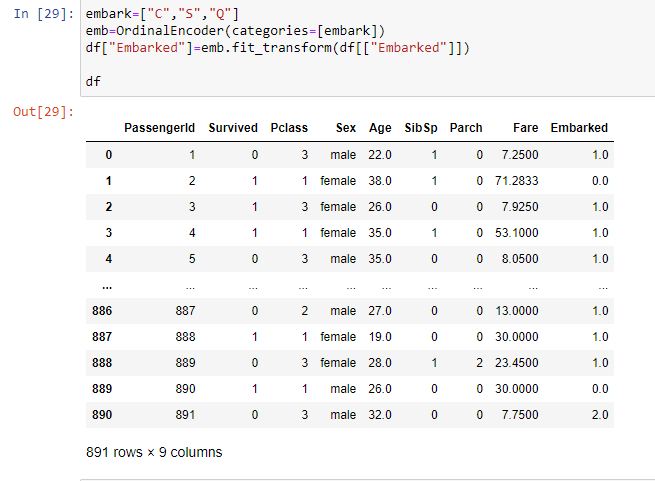 In [29]: embark=["C","S","Q"]
emb=OrdinalEncoder(categories=[embark])
df["Embarked"]=emb.fit_transform(df[["Embarked"]])
df
Out[29]:
PassengerId Survived Pclass Sex Age SibSp Parch Fare Embarked
0 1 0 3 male 22.0 1 0 7.2500 1.0
1 2 1 1 female 38.0 1 0 71.2833 0.0
2 3 1 3 female 26.0 0 0 7.9250 1.0
3 4 1 1 female 35.0 1 0 53.1000 1.0
4 5 0 3 male 35.0 0 0 8.0500 1.0
... ... ... ... ... ... ... ... ... ...
886 887 0 2 male 27.0 0 0 13.0000 1.0
887 888 1 1 female 19.0 0 0 30.0000 1.0
888 889 0 3 female 28.0 1 2 23.4500 1.0
889 890 1 1 male 26.0 0 0 30.0000 0.0
890 891 0 3 male 32.0 0 0 7.7500 2.0
891 rows × 9 columns